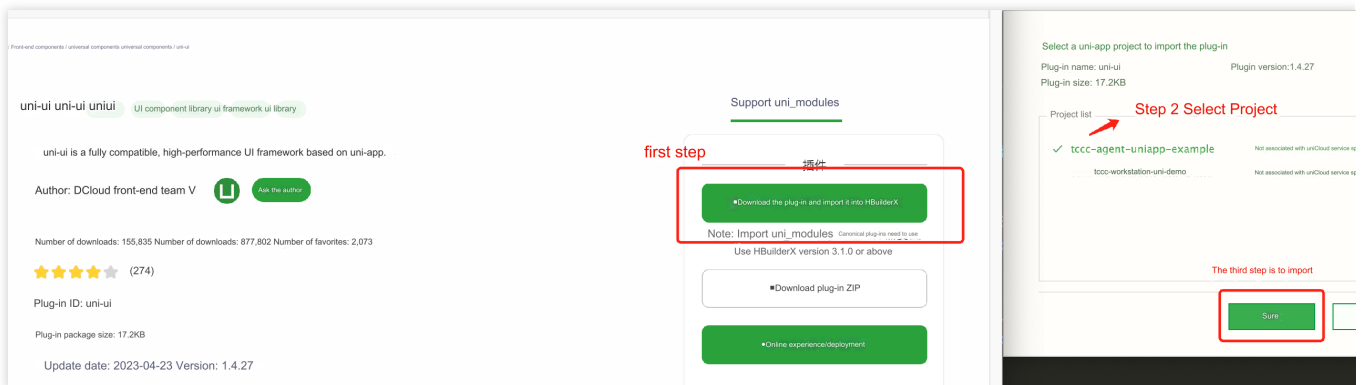 Front-end components / universal components universal components / uni-ui
uni-ui uni-ui uniui UI component library ui framework ui library
uni-ui is a fully compatible, high-performance UI framework based on uni-app.
Author: DCloud front-end team V Ask the author
Number of downloads: 155,835 Number of downloads: 877,802 Number of favorites: 2,073
(274)
Plug-in ID: uni-ui
Plug-in package size: 17.2KB
Update date: 2023-04-23 Version: 1.4.27
Support uni_modules
first step
插件
Download the plug-in and import it into HBuilderX
Note: Import uni_modules Canonical plug-ins need to use
Use HBuilderX version 3.1.0 or above
Download plug-in ZIP
Online experience/deployment
Select a uni-app project to import the plug-in
Plug-in name: uni-ui Plugin version:1.4.27
Plug-in size: 17.2KB
Step 2 Select Project
Project list
tccc-agent-uniapp-example Not associated with uniCloud service
tccc-workstation-uni-demo Not associated with uniCloud service
The third step is to import
Sure